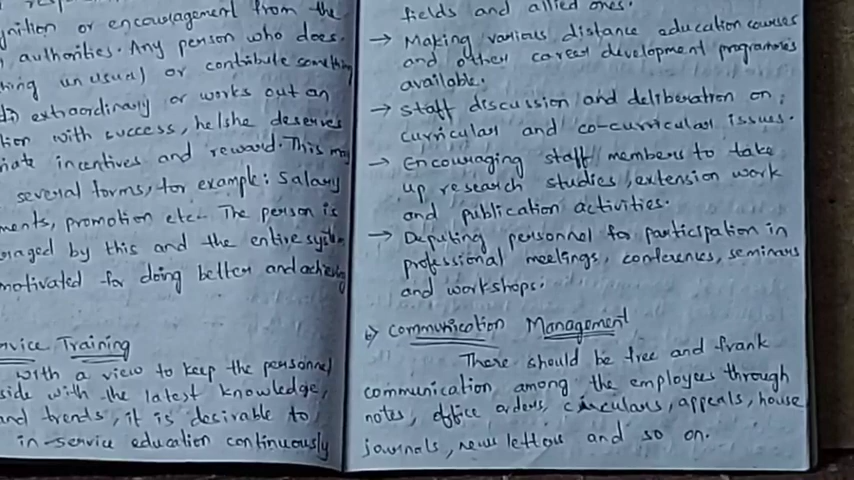 nition or encouragement from the
authorities. Any person who does
thing unusual or contribute something
extraordinary or works out an
tion with success, he/she deserves
riate incentives and reward. This may
several forms, for example: Salary
ments, promotion etc. The person is
raged by this and the entire system
motivated for doing better and achieving
rvice Training
with a view to keep the personnel
side with the latest knowledge,
and trends, it is desirable to
in-service education continuously
fields and allied ones.
→ Making various distance education courses
and other career development programmes
available.
→ Staff discussion and deliberation on
curricular and co-curricular issues.
→ Encouraging staff members to take
up research studies, extension work
and publication activities.
→ Deputing personnel for participation in
professional meetings, conferences, seminars
and workshops.
6) Communication Management
There should be free and frank
communication among the employees through
notes, office orders, circulars, appeals, house
journals, news letters and so on.